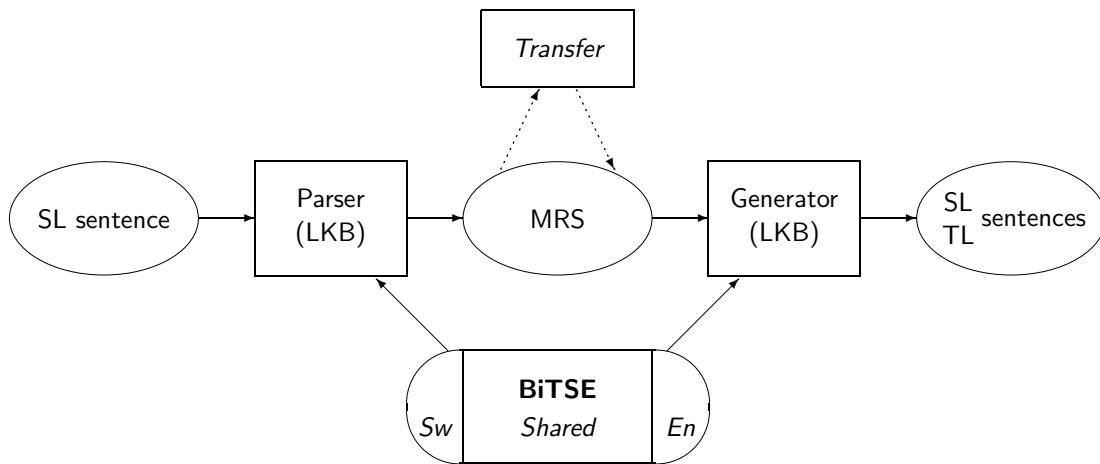 Transfer
SL sentence
Parser
(LKB)
MRS
Generator
(LKB)
SL
TL
sentences
BiTSE
Sw
Shared
En